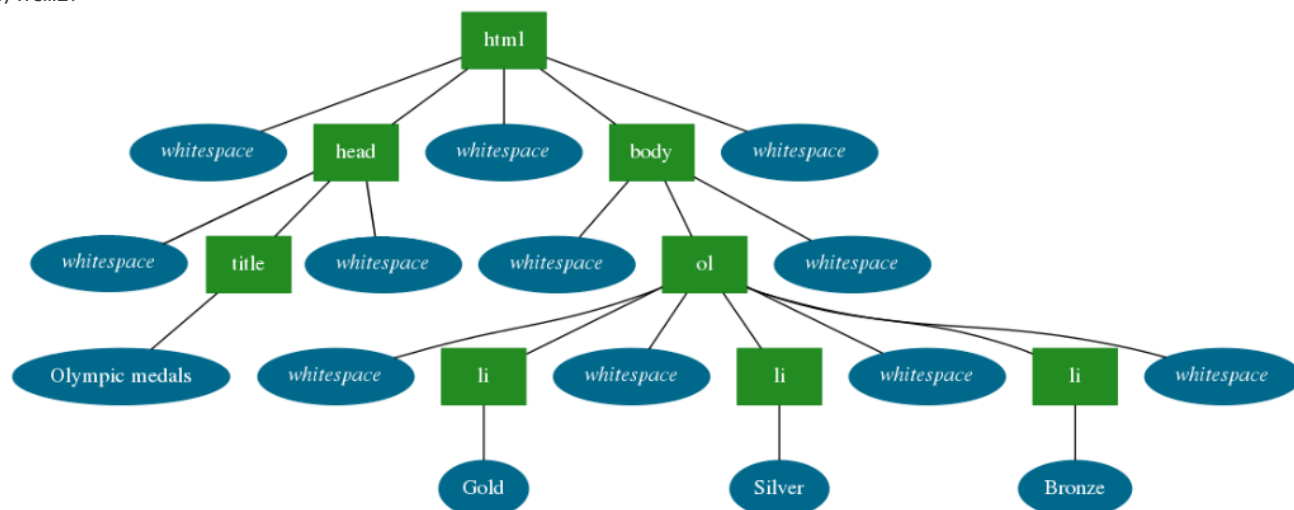 html
whitespace head whitespace body whitespace
whitespace title whitespace whitespace ol whitespace
Olympic medals whitespace li whitespace li whitespace li whitespace
Gold Silver Bronze